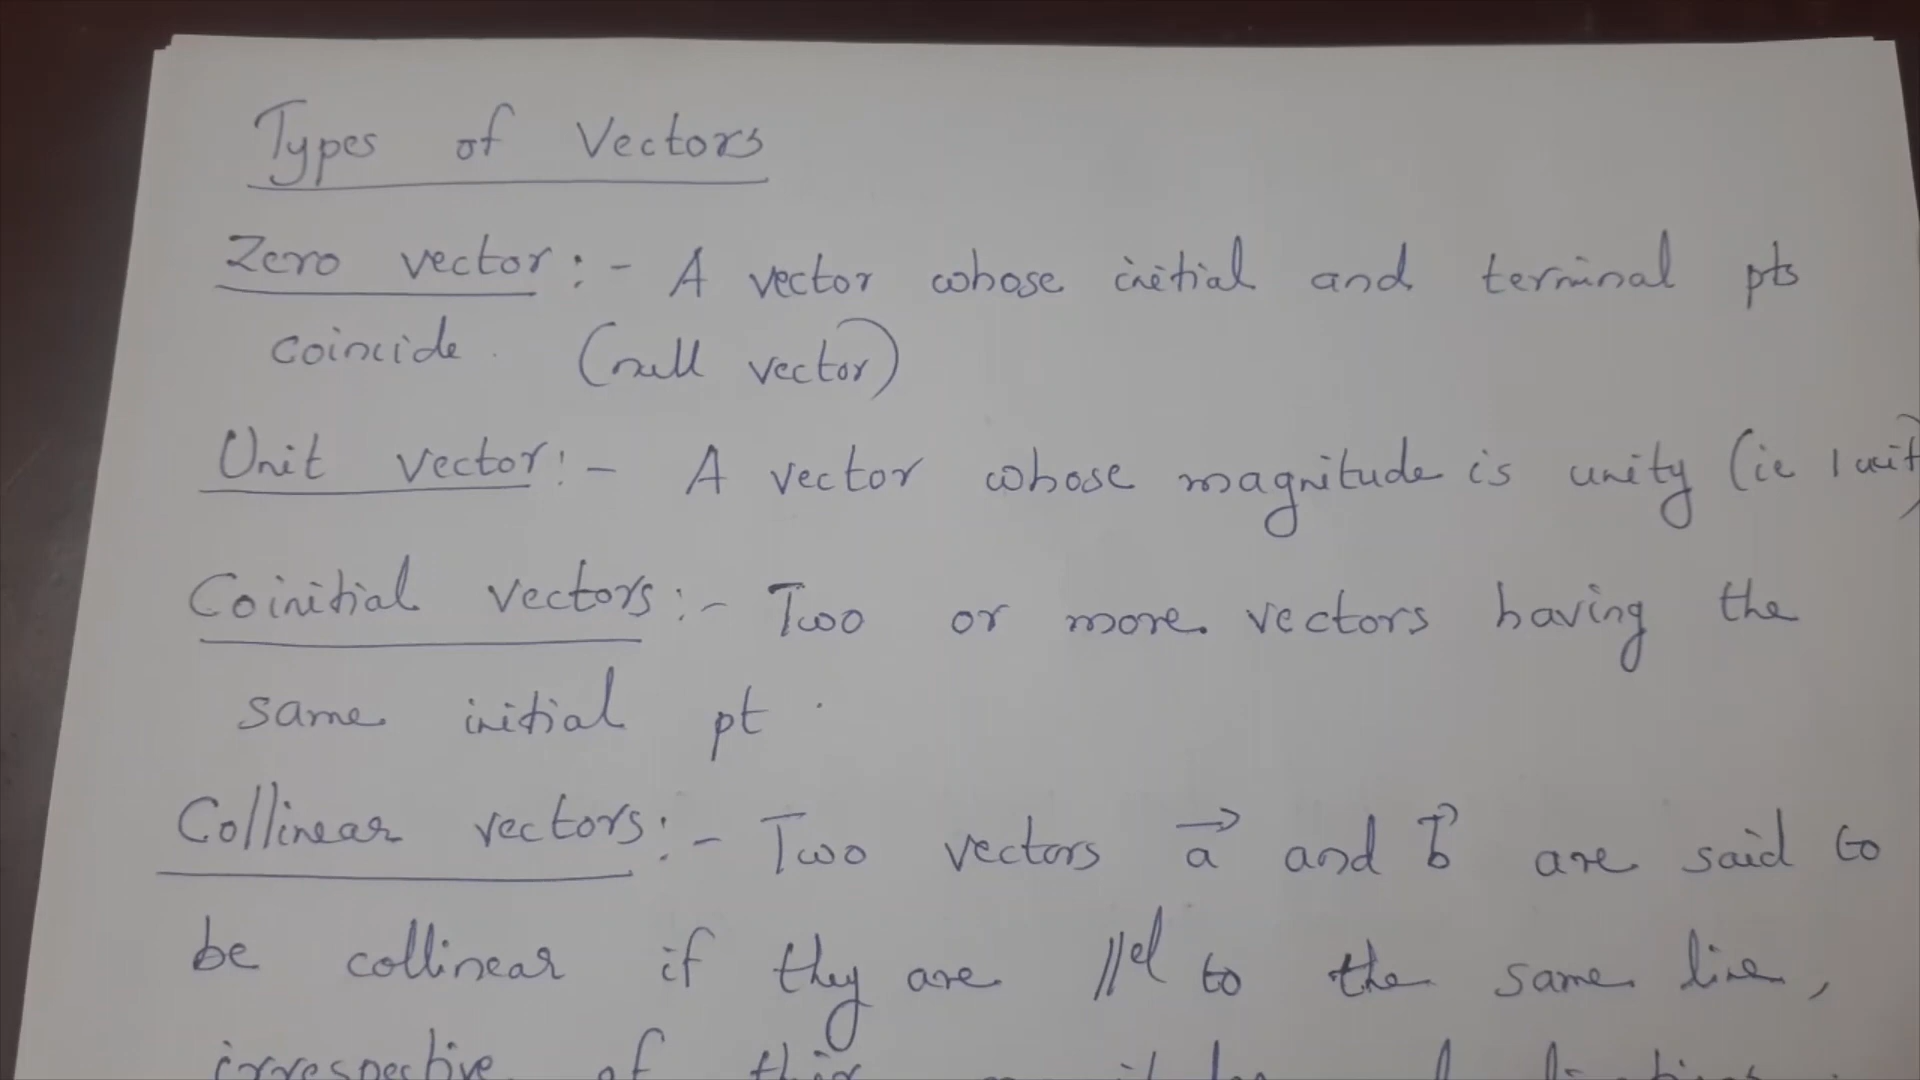 Types of Vectors
Zero vector :- A vector whose initial and terminal pts
coincide. (null vector)
Unit vector :- A vector whose magnitude is unity (ie 1 unit)
Coinitial vectors :- Two or more vectors having the
same initial pt.
Collinear vectors :- Two vectors a⃗ and b⃗ are said to
be collinear if they are //el to the same line,
irrespective of